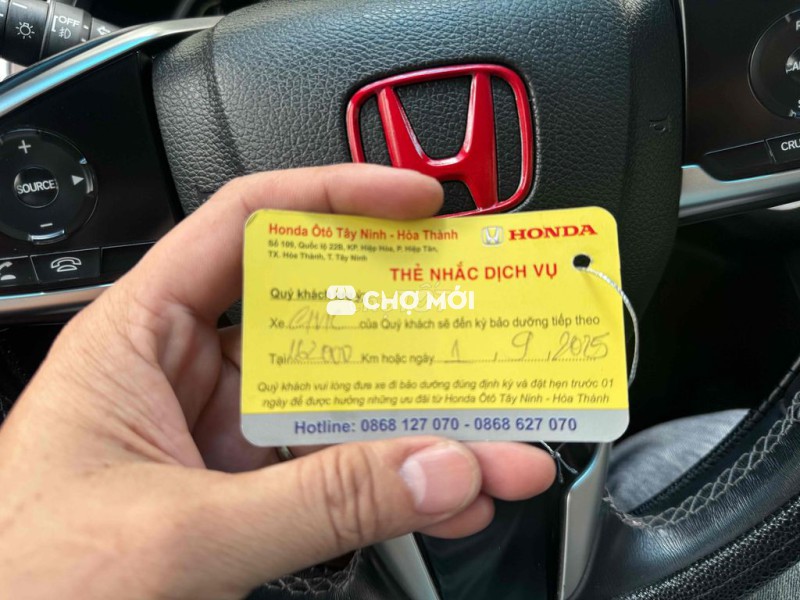 OFF
SOURCE
CRU
Honda Ôtô Tây Ninh - Hòa Thành
HONDA
Số 109, Quốc lộ 22B, KP. Hiệp Hòa, P. Hiệp Tân,
TX. Hòa Thành, T. Tây Ninh
THẺ NHẮC DỊCH VỤ
Quý khách
CHỢ MỚI
Xe CIVIC của Quý khách sẽ đến kỳ bảo dưỡng tiếp theo
Tại 162000 Km hoặc ngày 1, 9, 2025
Quý khách vui lòng đưa xe đi bảo dưỡng đúng định kỳ và đặt hẹn trước 01
ngày để được hưởng những ưu đãi từ Honda Ôtô Tây Ninh - Hòa Thành
Hotline: 0868 127 070 - 0868 627 070